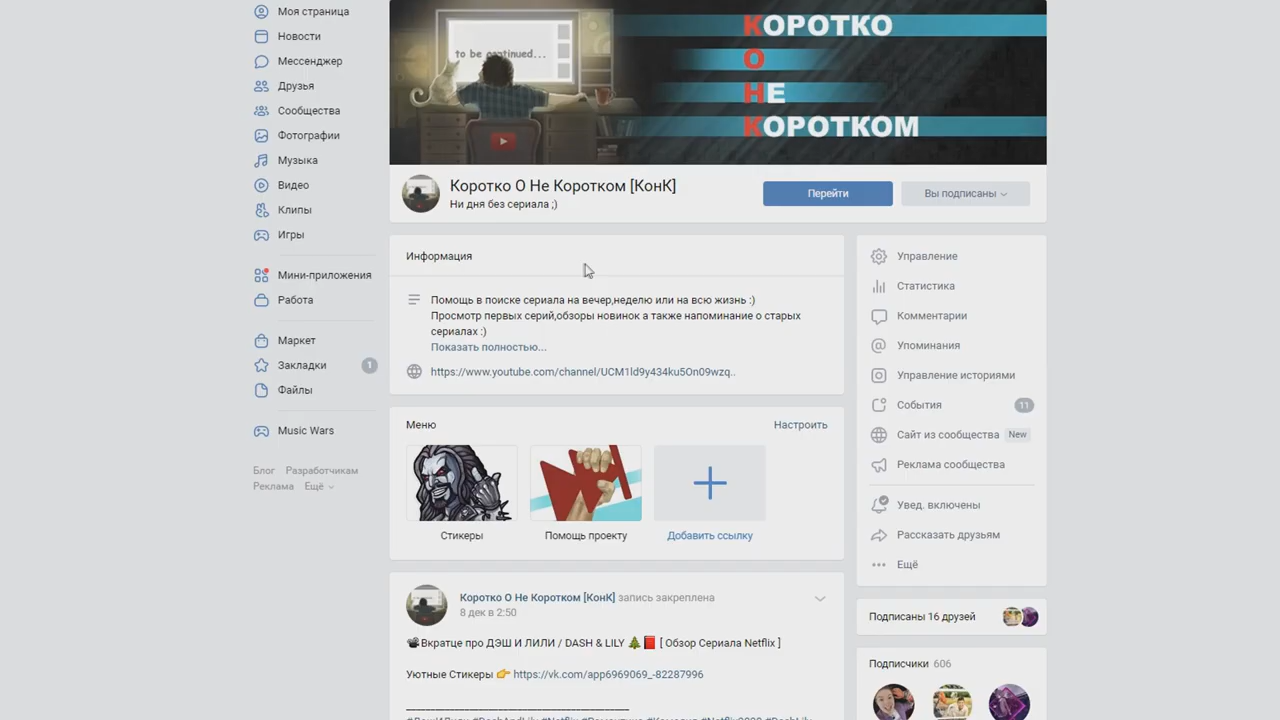 Моя страница
Новости
Мессенджер
Друзья
Сообщества
Фотографии
Музыка
Видео
Клипы
Игры
Мини-приложения
Работа
Маркет
Закладки 1
Файлы
Music Wars
Блог Разработчикам
Реклама Ещё
to be continued...
КОРОТКО
О
НЕ
КОРОТКОМ
Коротко О Не Коротком [КонК]
Ни дня без сериала ;)
Перейти
Вы подписаны
Информация
Помощь в поиске сериала на вечер,неделю или на всю жизнь :)
Просмотр первых серий,обзоры новинок а также напоминание о старых
сериалах :)
Показать полностью...
https://www.youtube.com/channel/UCM1ld9y434ku5On09wzq..
Меню Настроить
Стикеры
Помощь проекту
Добавить ссылку
Коротко О Не Коротком [КонК] запись закреплена
8 дек в 2:50
Вкратце про ДЭШ И ЛИЛИ / DASH & LILY [ Обзор Сериала Netflix ]
Уютные Стикеры https://vk.com/app6969069_-82287996
Управление
Статистика
Комментарии
Упоминания
Управление историями
События 11
Сайт из сообщества New
Реклама сообщества
Увед. включены
Рассказать друзьям
Ещё
Подписаны 16 друзей
Подписчики 606